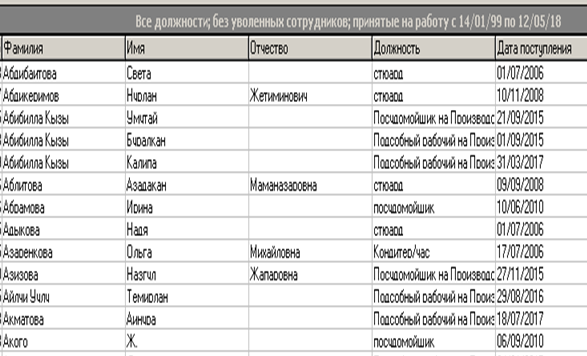 Все должности; без уволенных сотрудников; принятые на работу с 14/01/99 по 12/05/18
Фамилия Имя Отчество Должность Дата поступления
Абдибаитова Света стюард 01/07/2006
Абдикеримов Нурлан Жетиминович стюард 10/11/2008
Абибилла Кызы Умутай Посудомойщик на Производс 21/09/2015
Абибилла Кызы Буралкан Подсобный рабочий на Произ 01/09/2015
Абибилла Кызы Калипа Подсобный рабочий на Произ 31/03/2017
Аблитова Азадакан Маманазаровна стюард 09/09/2008
Абрамова Ирина посудомойщик 10/06/2010
Адыкова Надя стюард 01/07/2006
Азаренкова Ольга Михайловна Кондитер/час 17/07/2006
Азизова Назгул Жапаровна Посудомойщик на Производс 27/11/2015
Айлчи Уулу Темирлан Подсобный рабочий на Произ 29/08/2016
Акматова Аинура Подсобный рабочий на Произ 18/07/2017
Акого Ж. посудомойщик 06/09/2010